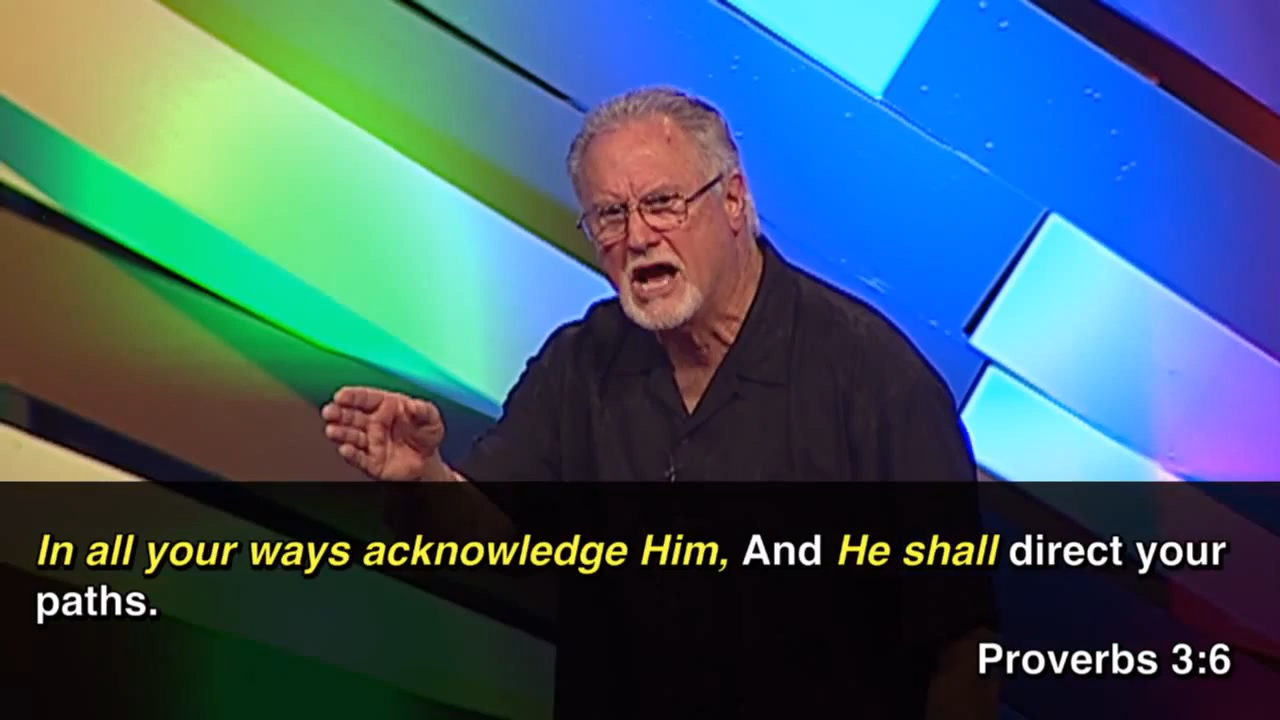 In all your ways acknowledge Him, And He shall direct your
paths.
Proverbs 3:6